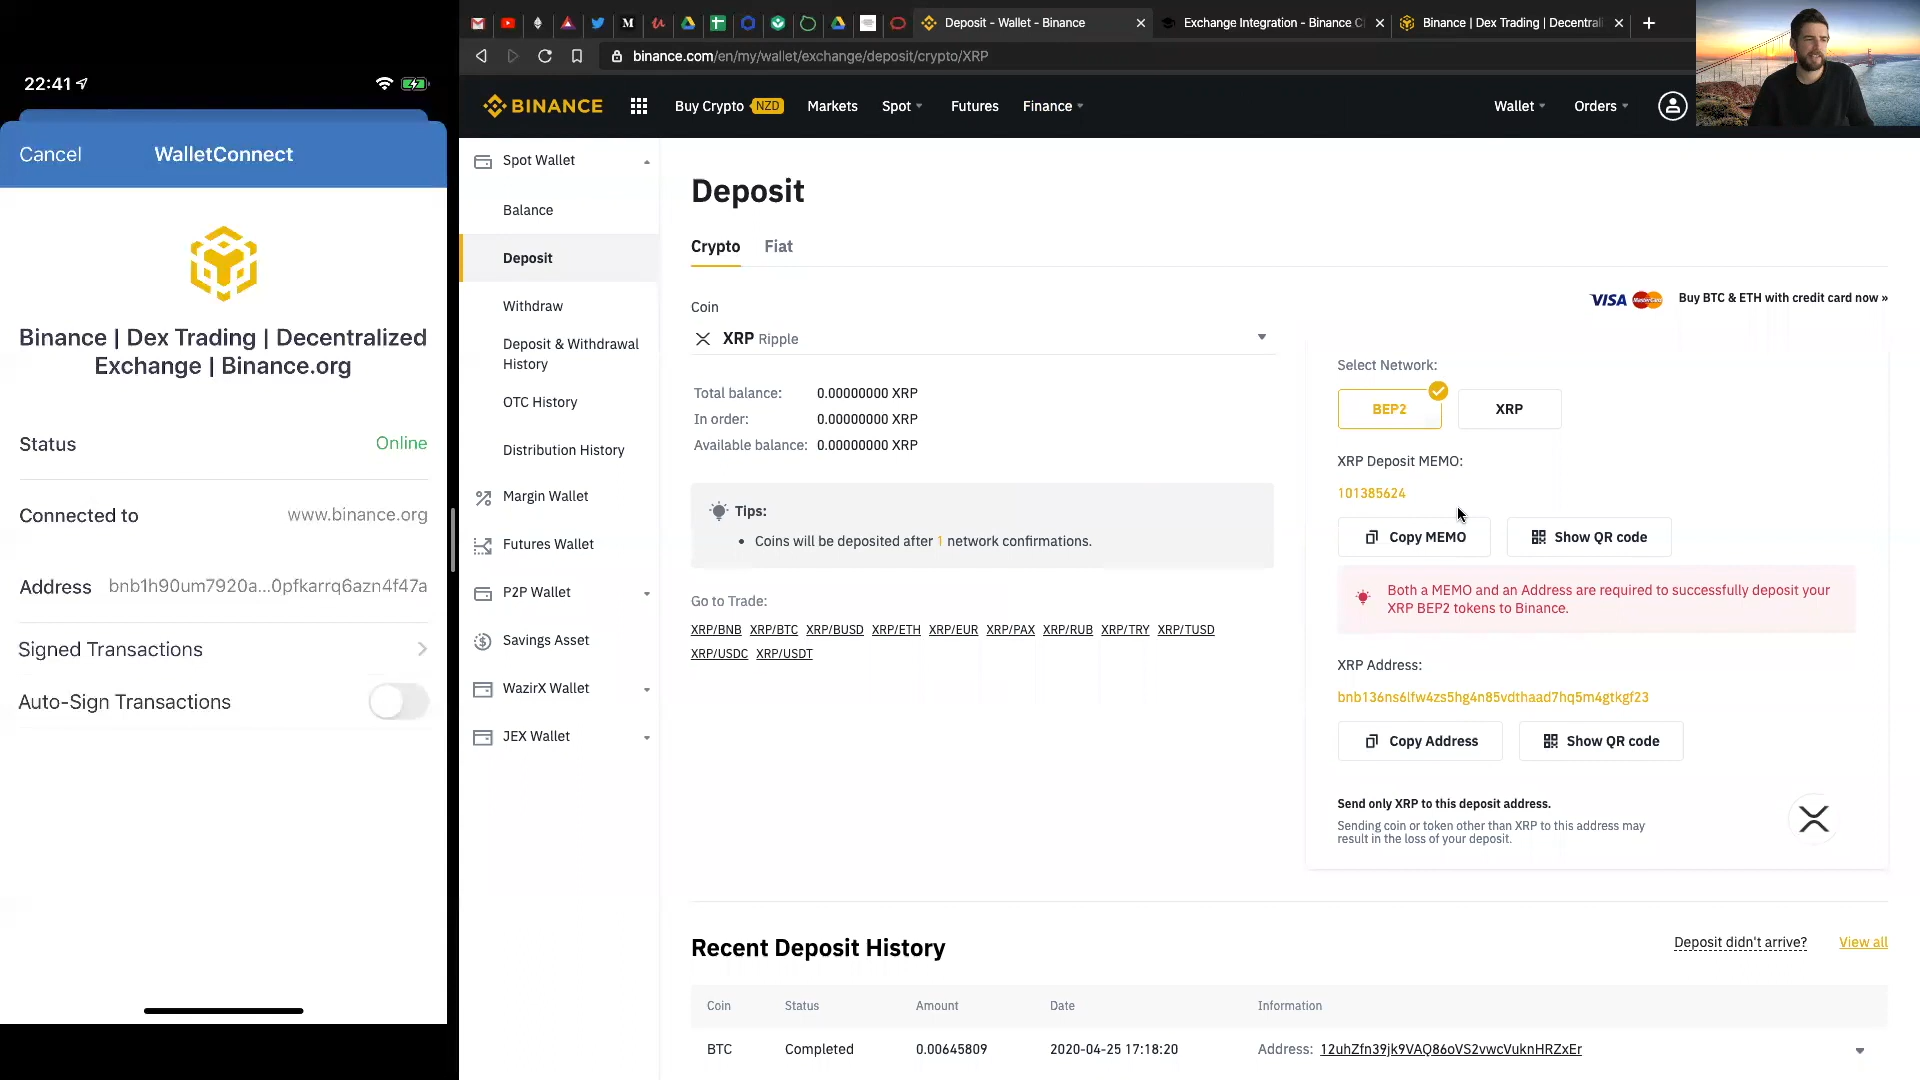 22:41
Cancel
WalletConnect
Binance | Dex Trading | Decentralized
Exchange | Binance.org
Status
Online
Connected to
www.binance.org
Address
bnb1h90um7920a...0pfkarrq6azn4f47a
Signed Transactions
Auto-Sign Transactions
Deposit - Wallet - Binance
Exchange Integration - Binance C
Binance | Dex Trading | Decentrali
binance.com/en/my/wallet/exchange/deposit/crypto/XRP
BINANCE
Buy Crypto NZD
Markets
Spot
Futures
Finance
Wallet
Orders
Spot Wallet
Balance
Deposit
Withdraw
Deposit & Withdrawal
History
OTC History
Distribution History
Margin Wallet
Futures Wallet
P2P Wallet
Savings Asset
WazirX Wallet
JEX Wallet
Deposit
Crypto
Fiat
VISA MasterCard Buy BTC & ETH with credit card now »
Coin
XRP Ripple
Total balance: 0.00000000 XRP
In order: 0.00000000 XRP
Available balance: 0.00000000 XRP
Tips:
• Coins will be deposited after 1 network confirmations.
Go to Trade:
XRP/BNB XRP/BTC XRP/BUSD XRP/ETH XRP/EUR XRP/PAX XRP/RUB XRP/TRY XRP/TUSD
XRP/USDC XRP/USDT
Select Network:
BEP2
XRP
XRP Deposit MEMO:
101385624
Copy MEMO
Show QR code
Both a MEMO and an Address are required to successfully deposit your
XRP BEP2 tokens to Binance.
XRP Address:
bnb136ns6lfw4zs5hg4n85vdthaad7hq5m4gtkgf23
Copy Address
Show QR code
Send only XRP to this deposit address.
Sending coin or token other than XRP to this address may
result in the loss of your deposit.
Recent Deposit History
Deposit didn't arrive?
View all
Coin Status Amount Date Information
BTC Completed 0.00645809 2020-04-25 17:18:20 Address: 12uhZfn39jk9VAQ86oVS2vwcVuknHRZxEr